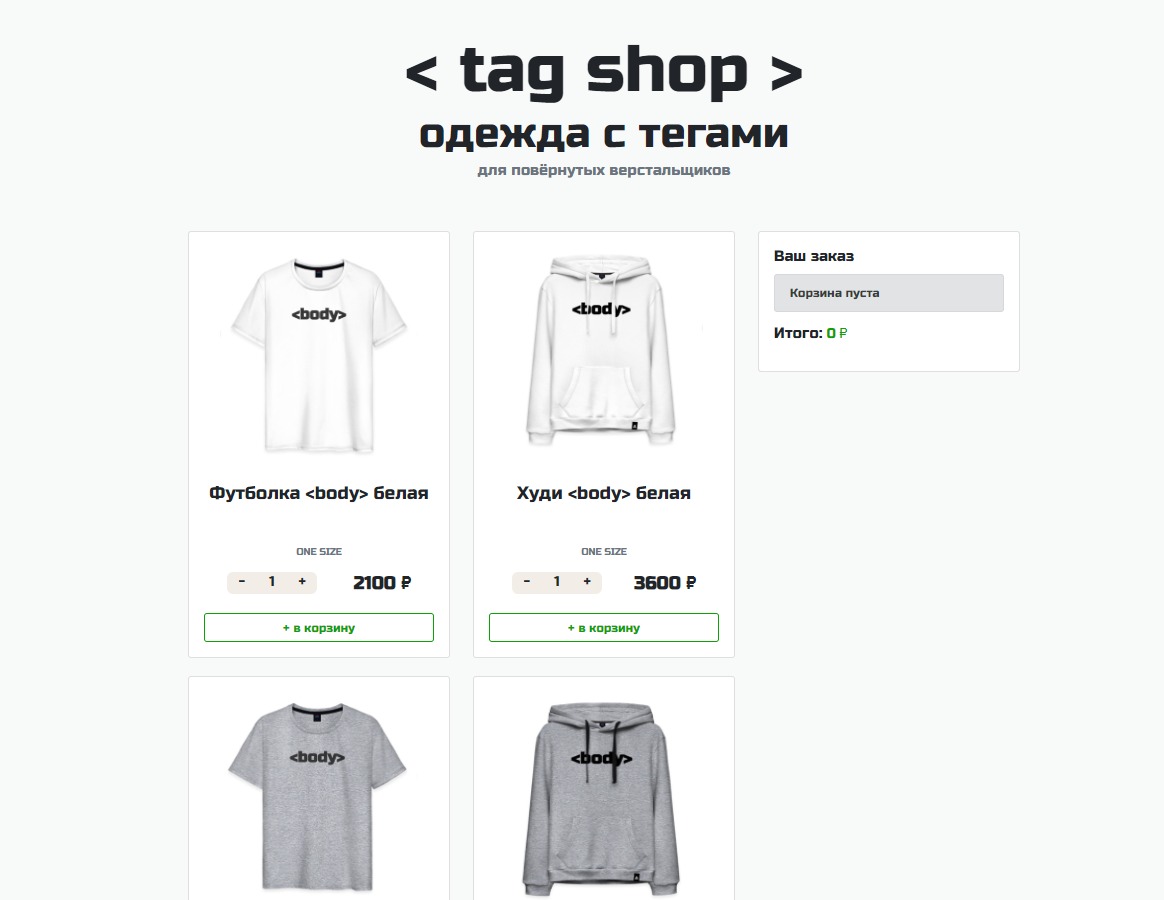 < tag shop >
одежда с тегами
для повёрнутых верстальщиков
<body>
Футболка <body> белая
ONE SIZE
- 1 + 2100 ₽
+ в корзину
<body>
Худи <body> белая
ONE SIZE
- 1 + 3600 ₽
+ в корзину
Ваш заказ
Корзина пуста
Итого: 0 ₽
<body>
<body>